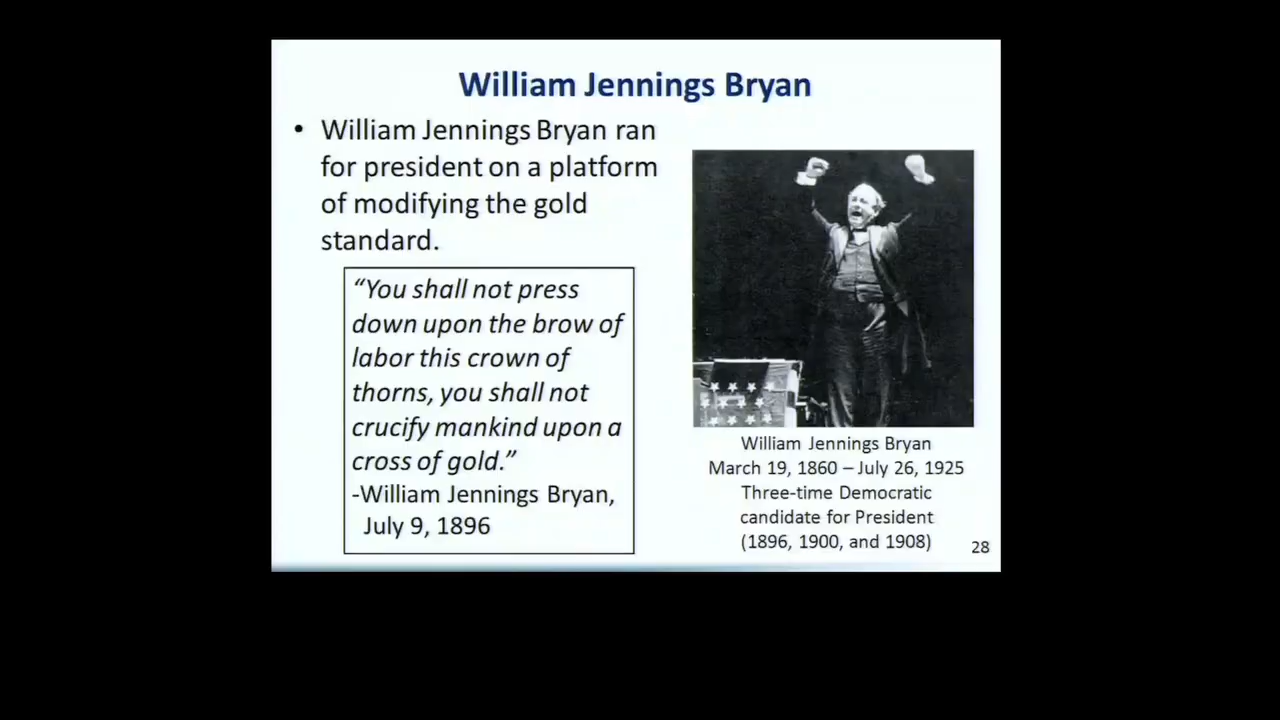 William Jennings Bryan
• William Jennings Bryan ran
for president on a platform
of modifying the gold
standard.
“You shall not press
down upon the brow of
labor this crown of
thorns, you shall not
crucify mankind upon a
cross of gold.”
-William Jennings Bryan,
July 9, 1896
William Jennings Bryan
March 19, 1860 – July 26, 1925
Three-time Democratic
candidate for President
(1896, 1900, and 1908)
28